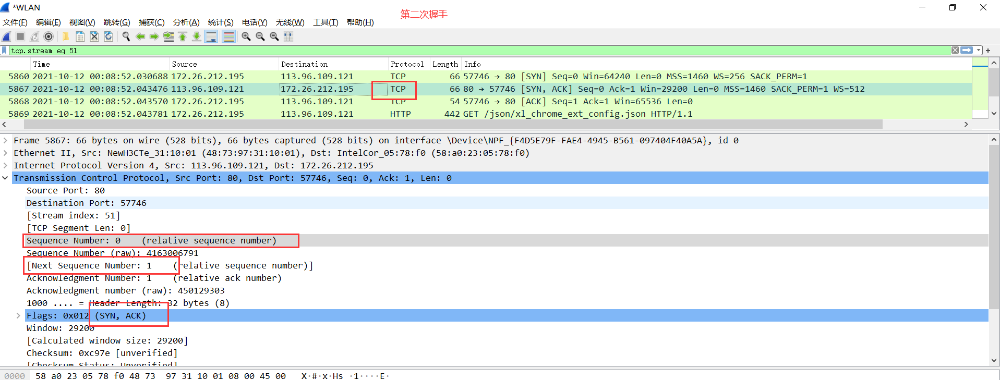 *WLAN
第二次握手
文件(F) 编辑(E) 视图(V) 跳转(G) 捕获(C) 分析(A) 统计(S) 电话(Y) 无线(W) 工具(T) 帮助(H)
tcp.stream eq 51
Time Source Destination Protocol Length Info
5860 2021-10-12 00:08:52.030688 172.26.212.195 113.96.109.121 TCP 66 57746 → 80 [SYN] Seq=0 Win=64240 Len=0 MSS=1460 WS=256 SACK_PERM=1
5867 2021-10-12 00:08:52.043476 113.96.109.121 172.26.212.195 TCP 66 80 → 57746 [SYN, ACK] Seq=0 Ack=1 Win=29200 Len=0 MSS=1460 SACK_PERM=1 WS=512
5868 2021-10-12 00:08:52.043570 172.26.212.195 113.96.109.121 TCP 54 57746 → 80 [ACK] Seq=1 Ack=1 Win=65536 Len=0
5869 2021-10-12 00:08:52.043781 172.26.212.195 113.96.109.121 HTTP 442 GET /json/xl_chrome_ext_config.json HTTP/1.1
Frame 5867: 66 bytes on wire (528 bits), 66 bytes captured (528 bits) on interface \Device\NPF_{F4D5E79F-FAE4-4945-B561-097404F40A5A}, id 0
Ethernet II, Src: NewH3CTe_31:10:01 (48:73:97:31:10:01), Dst: IntelCor_05:78:f0 (58:a0:23:05:78:f0)
Internet Protocol Version 4, Src: 113.96.109.121, Dst: 172.26.212.195
Transmission Control Protocol, Src Port: 80, Dst Port: 57746, Seq: 0, Ack: 1, Len: 0
Source Port: 80
Destination Port: 57746
[Stream index: 51]
[TCP Segment Len: 0]
Sequence Number: 0 (relative sequence number)
Sequence Number (raw): 4163006791
[Next Sequence Number: 1 (relative sequence number)]
Acknowledgment Number: 1 (relative ack number)
Acknowledgment number (raw): 450129303
1000 .... = Header Length: 32 bytes (8)
Flags: 0x012 (SYN, ACK)
Window: 29200
[Calculated window size: 29200]
Checksum: 0xc97e [unverified]
[Checksum Status: Unverified]
0000 58 a0 23 05 78 f0 48 73 97 31 10 01 08 00 45 00 X·#·x·Hs ·1····E·